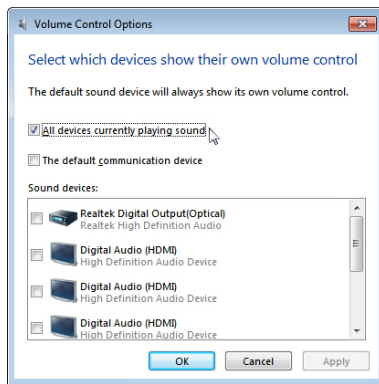 Volume Control Options
Select which devices show their own volume control
The default sound device will always show its own volume control.
All devices currently playing sound
The default communication device
Sound devices:
Realtek Digital Output(Optical)
Realtek High Definition Audio
Digital Audio (HDMI)
High Definition Audio Device
Digital Audio (HDMI)
High Definition Audio Device
Digital Audio (HDMI)
High Definition Audio Device
OK Cancel Apply